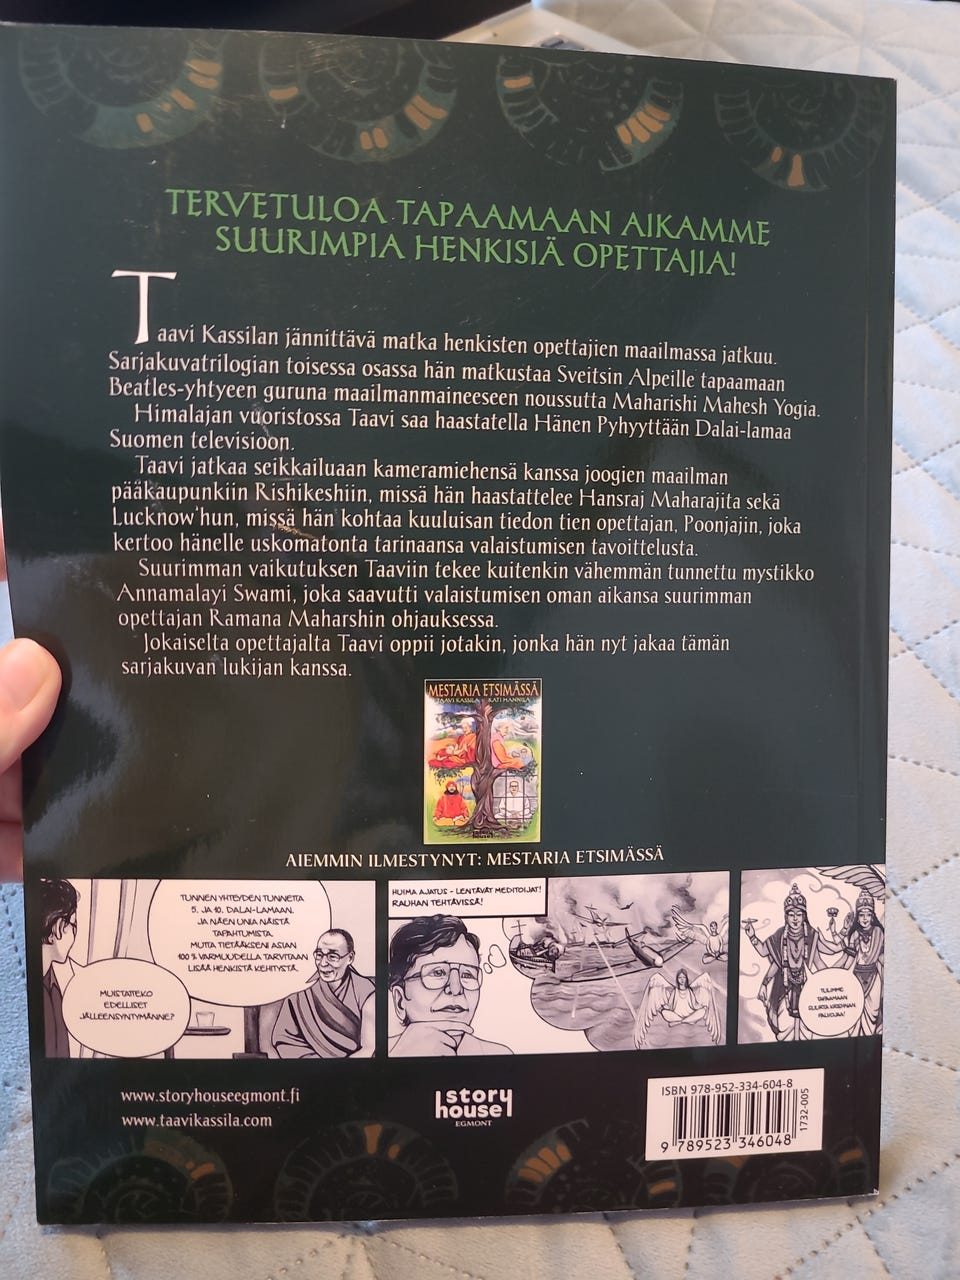 TERVETULOA TAPAAMAAN AIKAMME
SUURIMPIA HENKISIÄ OPETTAJIA!
Taavi Kassilan jännittävä matka henkisten opettajien maailmassa jatkuu.
Sarjakuvatrilogian toisessa osassa hän matkustaa Sveitsin Alpeille tapaamaan
Beatles-yhtyeen guruna maailmanmaineeseen noussutta Maharishi Mahesh Yogia.
Himalajan vuoristossa Taavi saa haastatella Hänen Pyhyyttään Dalai-lamaa
Suomen televisioon.
Taavi jatkaa seikkailuaan kameramiehensä kanssa joogien maailman
pääkaupunkiin Rishikeshiin, missä hän haastattelee Hansraj Maharajita sekä
Lucknow'hun, missä hän kohtaa kuuluisan tiedon tien opettajan, Poonjajin, joka
kertoo hänelle uskomatonta tarinaansa valaistumisen tavoittelusta.
Suurimman vaikutuksen Taaviin tekee kuitenkin vähemmän tunnettu mystikko
Annamalayi Swami, joka saavutti valaistumisen oman aikansa suurimman
opettajan Ramana Maharshin ohjauksessa.
Jokaiselta opettajalta Taavi oppii jotakin, jonka hän nyt jakaa tämän
sarjakuvan lukijan kanssa.
MESTARIA ETSIMÄSSÄ
TAAVI KASSILA KATI MANNILA
story
house
AIEMMIN ILMESTYNYT: MESTARIA ETSIMÄSSÄ
MUISTATTEKO
EDELLISET
JÄLLEENSYNTYMÄNNE?
TUNNEN YHTEYDEN TUNNETTA
5. JA 10. DALAI-LAMAAN,
JA NÄEN UNIA NÄISTÄ
TAPAHTUMISTA,
MUTTA TIETÄÄKSENI ASIAN
100 % VARMUUDELLA TARVITAAN
LISÄÄ HENKISTÄ KEHITYSTÄ.
HUIMA AJATUS - LENTÄVÄT MEDITOIJAT!
RAUHAN TEHTÄVISSÄ!
TULIMME
TAPAAMAAN
SUURTA KRISHNAN
PALVOJAA!
www.storyhouseegmont.fi
www.taavikassila.com
story
house
EGMONT
ISBN 978-952-334-604-8
9 789523 346048
1732-005